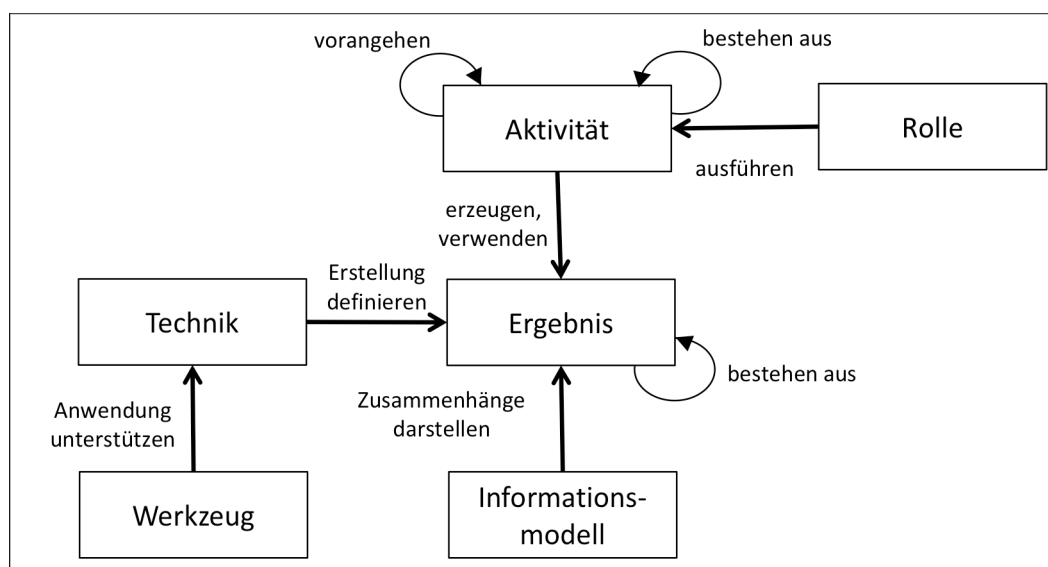 vorangehen
bestehen aus
Aktivität
Rolle
ausführen
erzeugen,
verwenden
Erstellung
definieren
Technik
Ergebnis
bestehen aus
Anwendung
unterstützen
Zusammenhänge
darstellen
Werkzeug
Informations-
modell